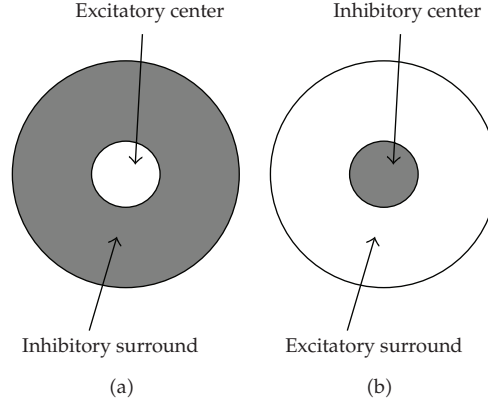 Excitatory center
Inhibitory center
Inhibitory surround
Excitatory surround
(a)
(b)